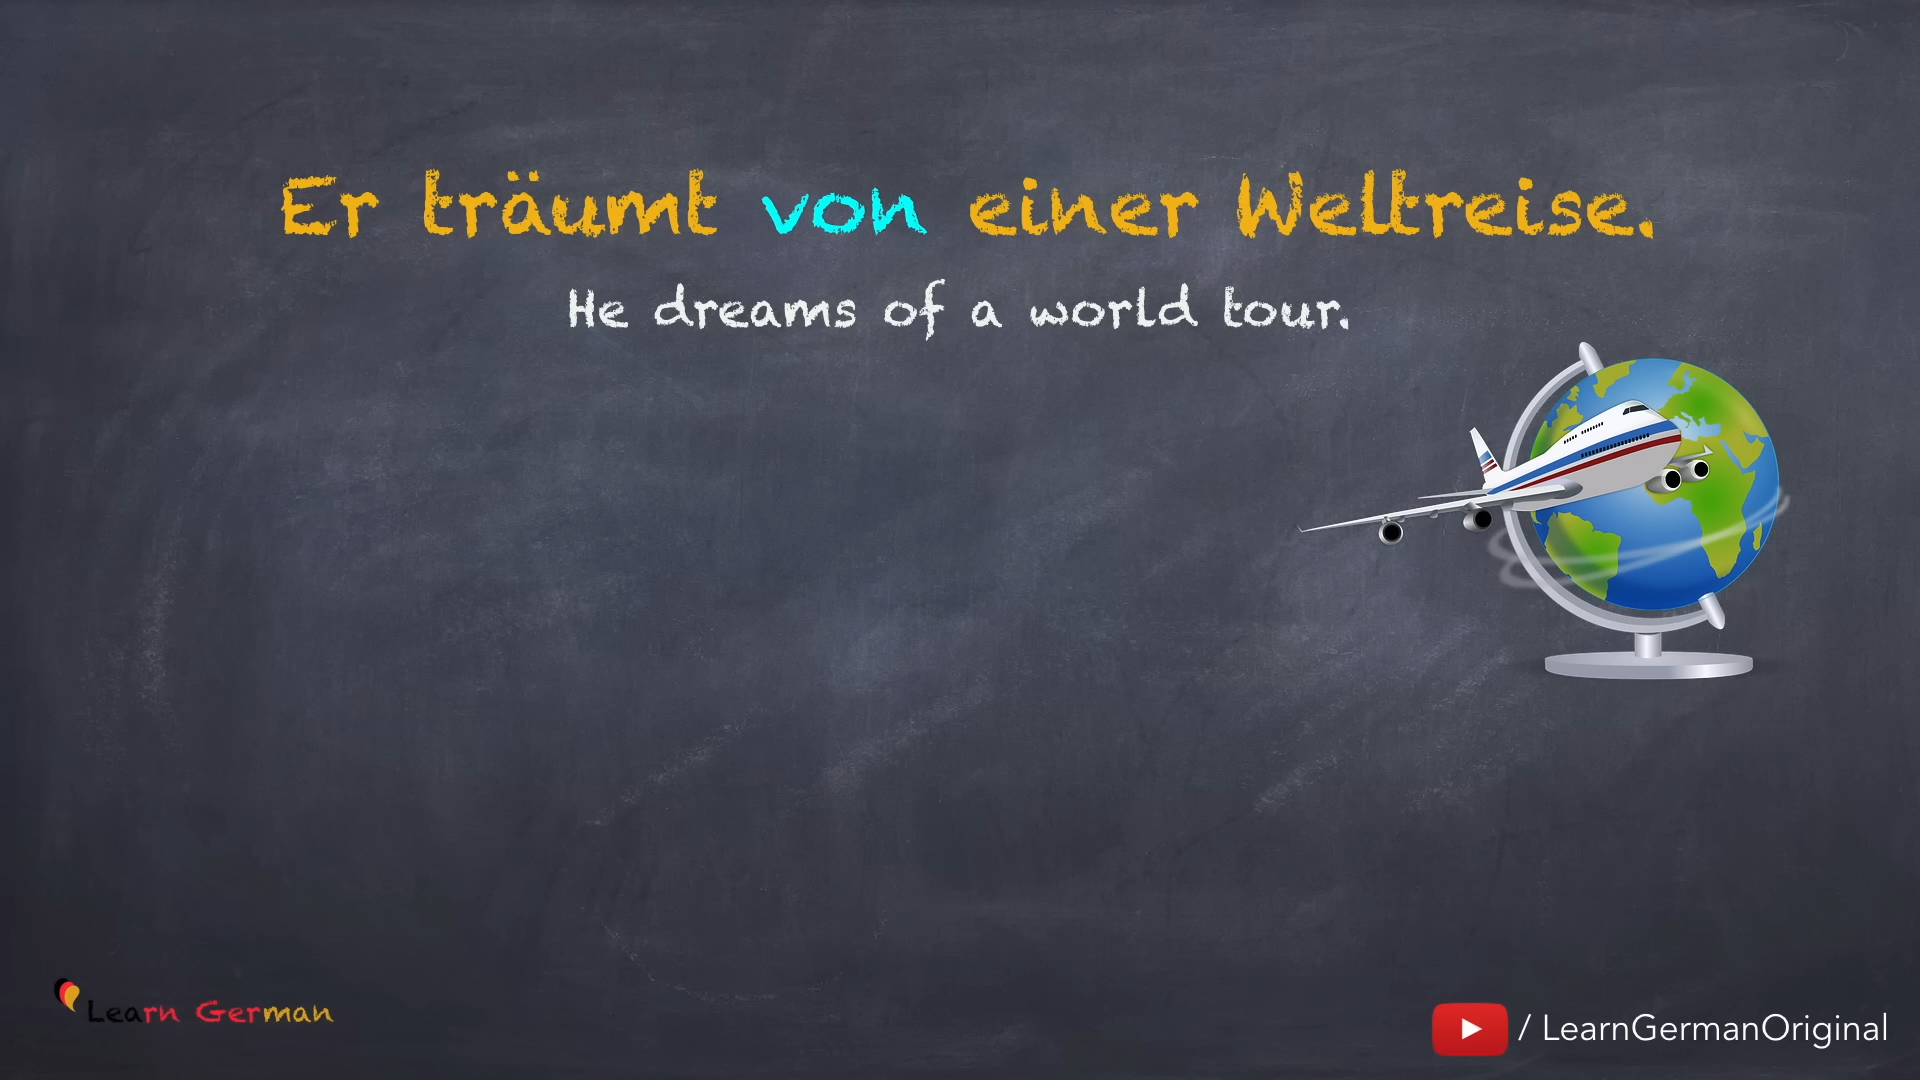 Er träumt von einer Weltreise.
He dreams of a world tour.
Learn German
/ LearnGermanOriginal